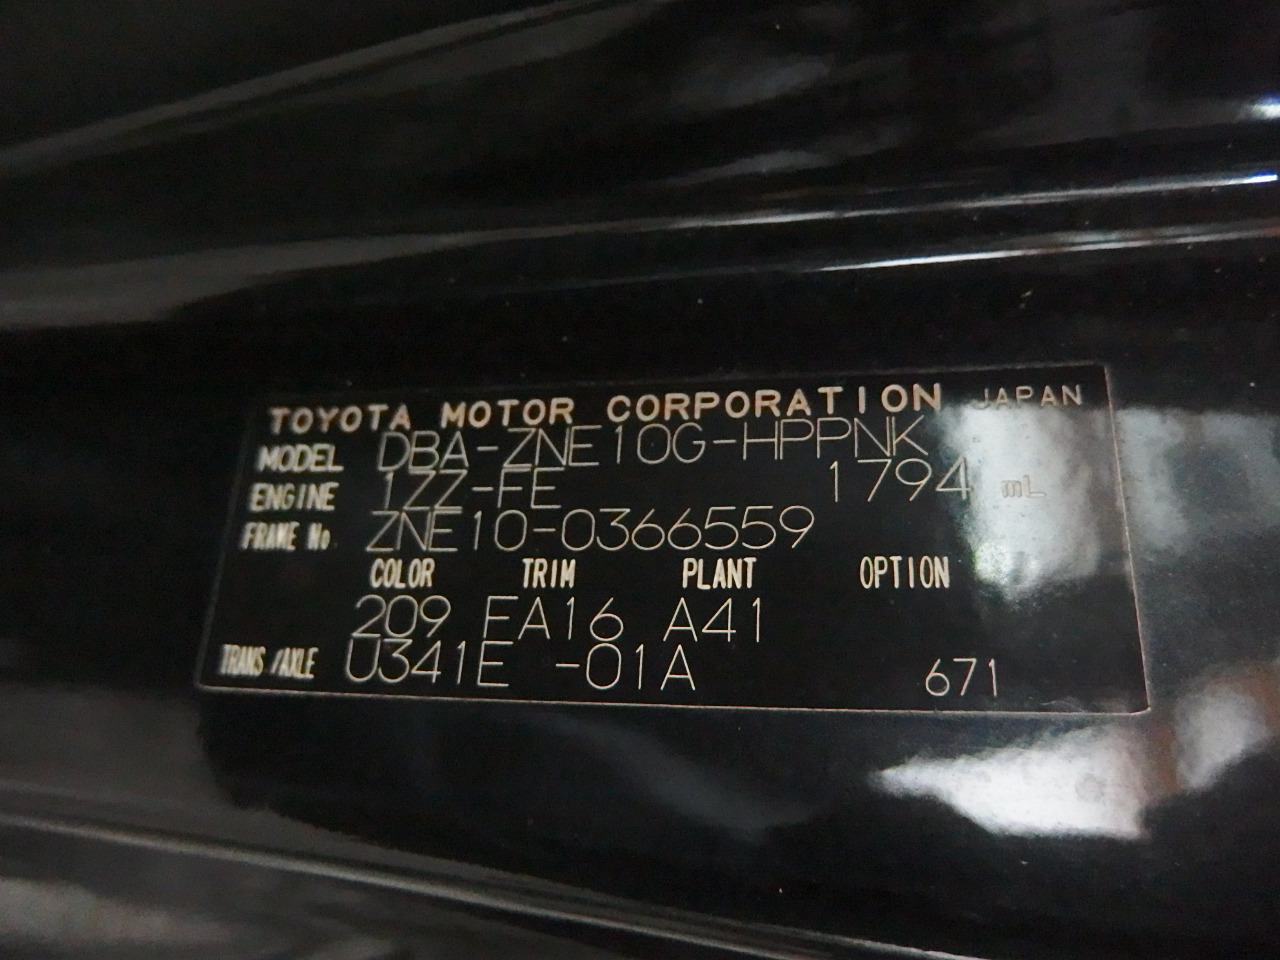 TOYOTA MOTOR CORPORATION JAPAN
MODEL DBA-ZNE10G-HPPNK
ENGINE 1ZZ-FE 1794 mL
FRAME No. ZNE10-0366559
COLOR TRIM PLANT OPTION
209 EA16 A41
TRANS/AXLE U341E -01A 671